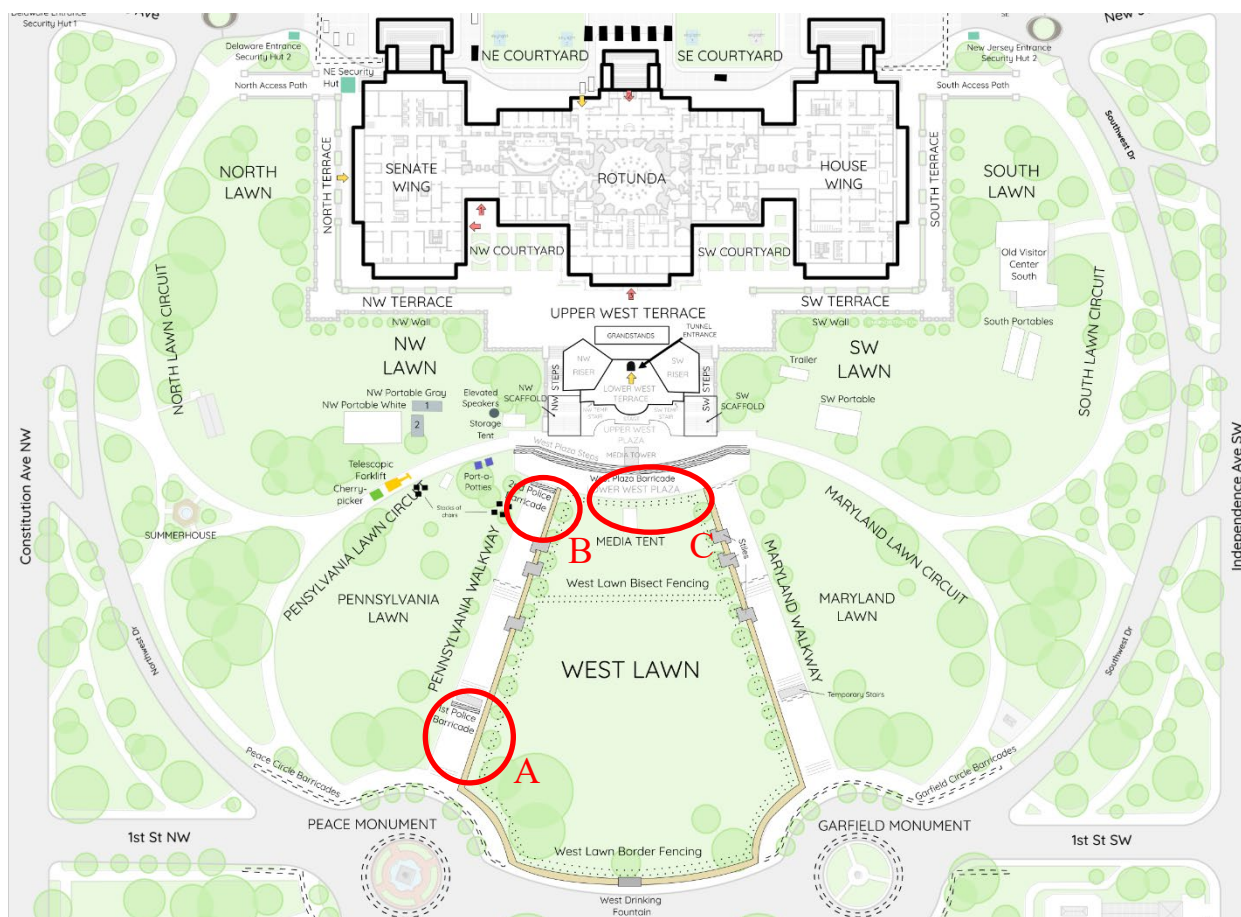 Delaware Entrance
Security Hut 1
Ave
New
SE
Delaware Entrance
Security Hut 2
NE Security
Hut
North Access Path
NE COURTYARD
SE COURTYARD
New Jersey Entrance
Security Hut 2
South Access Path
Southwest Dr
NORTH
LAWN
NORTH TERRACE
SENATE
WING
ROTUNDA
HOUSE
WING
SOUTH TERRACE
SOUTH
LAWN
NW COURTYARD
SW COURTYARD
Old Visitor
Center
South
NORTH LAWN CIRCUIT
SOUTH LAWN CIRCUIT
NW TERRACE
UPPER WEST TERRACE
SW TERRACE
NW Wall
SW Wall
South Portables
NW
LAWN
GRANDSTANDS
TUNNEL
ENTRANCE
SW
LAWN
NW
RISER
SW
RISER
Trailer
NW STEPS
LOWER WEST
TERRACE
SW STEPS
NW Portable Gray
NW Portable White
1
2
Elevated
Speakers
Storage
Tent
NW
SCAFFOLD
SW
SCAFFOLD
SW Portable
NW TEMP
STAIR
SW TEMP
STAIR
UPPER WEST
PLAZA
West Plaza Steps
MEDIA TOWER
Constitution Ave NW
Independence Ave SW
Telescopic
Forklift
Cherry-
picker
Port-o-
Potties
Stacks of
chairs
2nd Police
Barricade
West Plaza Barricade
LOWER WEST PLAZA
B
C
MEDIA TENT
Stiles
SUMMERHOUSE
PENSYLVANIA LAWN CIRCUIT
PENNSYLVANIA WALKWAY
MARYLAND WALKWAY
MARYLAND LAWN CIRCUIT
PENNSYLVANIA
LAWN
West Lawn Bisect Fencing
MARYLAND
LAWN
Northwest Dr
Southwest Dr
WEST LAWN
1st Police
Barricade
Temporary Stairs
A
Peace Circle Barricades
Garfield Circle Barricades
1st St NW
PEACE MONUMENT
GARFIELD MONUMENT
1st St SW
West Lawn Border Fencing
West Drinking
Fountain